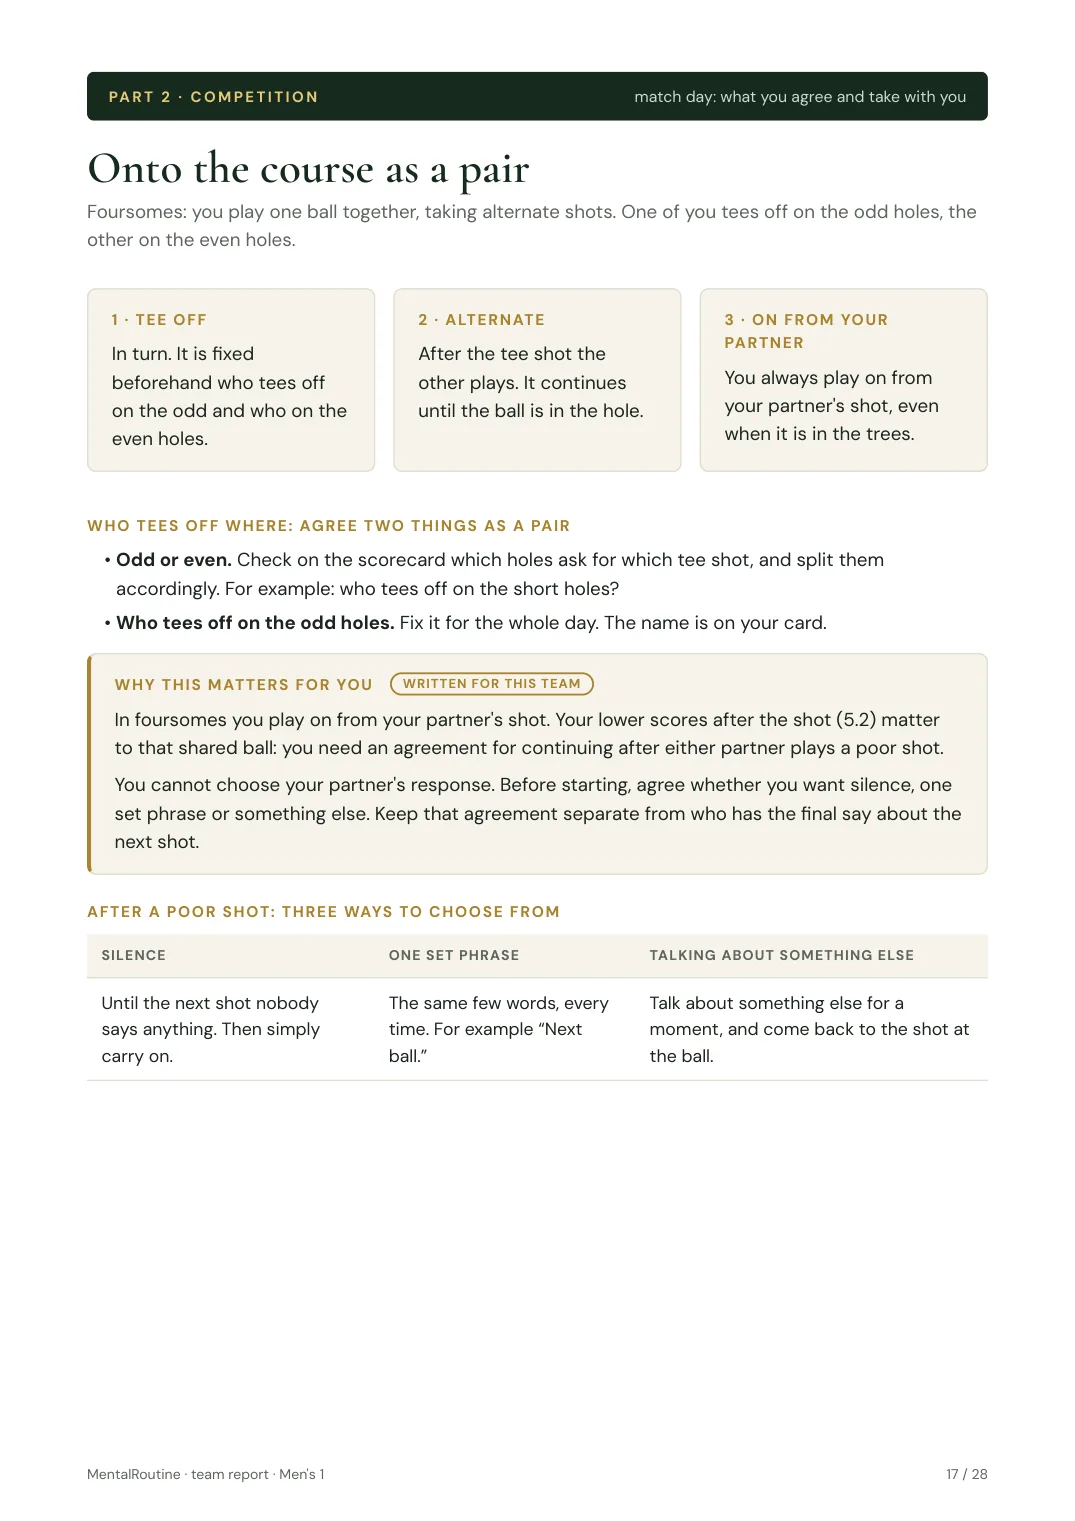 PART 2 · COMPETITION
match day: what you agree and take with you
Onto the course as a pair
Foursomes: you play one ball together, taking alternate shots. One of you tees off on the odd holes, the
other on the even holes.
1 · TEE OFF
In turn. It is fixed
beforehand who tees off
on the odd and who on the
even holes.
2 · ALTERNATE
After the tee shot the
other plays. It continues
until the ball is in the hole.
3 · ON FROM YOUR
PARTNER
You always play on from
your partner's shot, even
when it is in the trees.
WHO TEES OFF WHERE: AGREE TWO THINGS AS A PAIR
• Odd or even. Check on the scorecard which holes ask for which tee shot, and split them
accordingly. For example: who tees off on the short holes?
• Who tees off on the odd holes. Fix it for the whole day. The name is on your card.
WHY THIS MATTERS FOR YOU
WRITTEN FOR THIS TEAM
In foursomes you play on from your partner's shot. Your lower scores after the shot (5.2) matter
to that shared ball: you need an agreement for continuing after either partner plays a poor shot.
You cannot choose your partner's response. Before starting, agree whether you want silence, one
set phrase or something else. Keep that agreement separate from who has the final say about the
next shot.
AFTER A POOR SHOT: THREE WAYS TO CHOOSE FROM
SILENCE
Until the next shot nobody
says anything. Then simply
carry on.
ONE SET PHRASE
The same few words, every
time. For example “Next
ball.”
TALKING ABOUT SOMETHING ELSE
Talk about something else for a
moment, and come back to the shot at
the ball.
MentalRoutine · team report · Men's 1
17 / 28